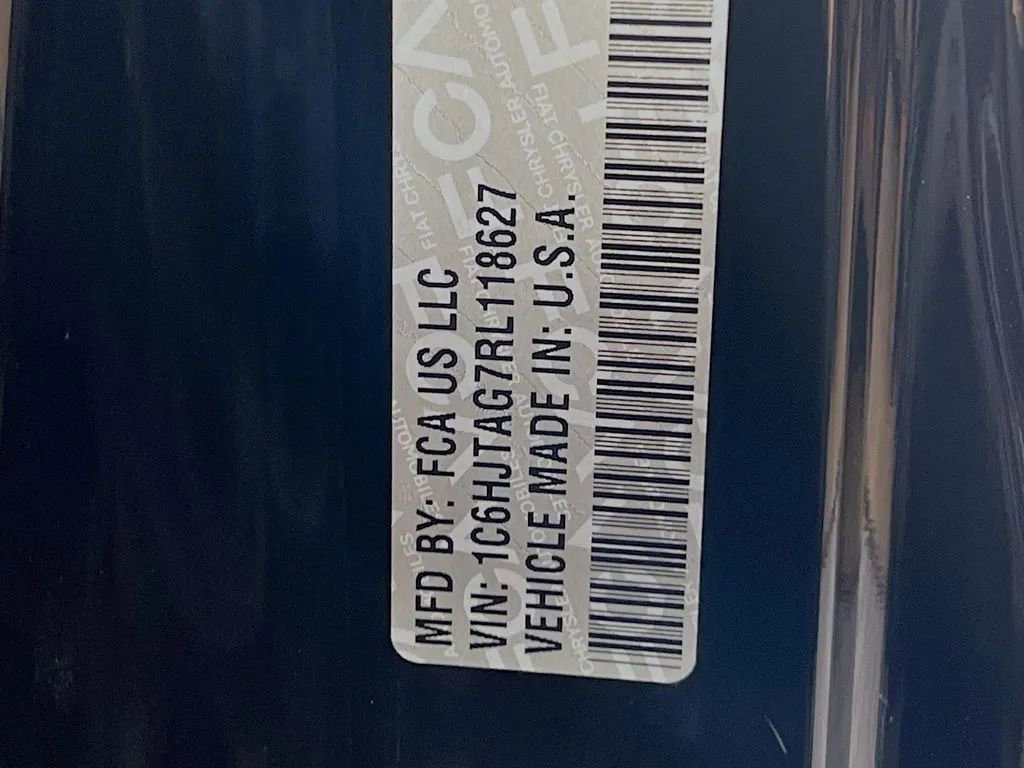 MFD BY: FCA US LLC
VIN: 1C6HJTAG7RL118627
VEHICLE MADE IN: U.S.A.